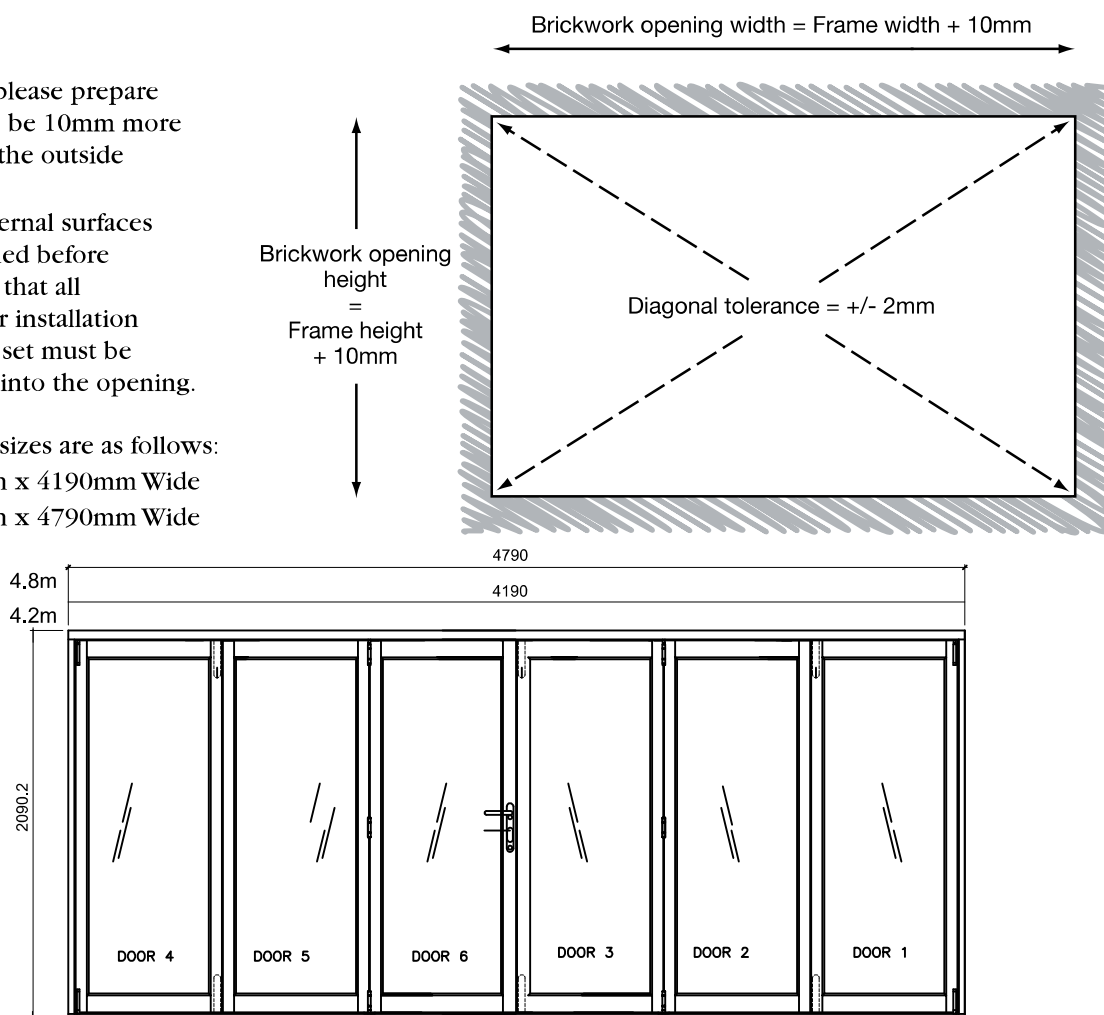 Brickwork opening width = Frame width + 10mm
please prepare
be 10mm more
the outside
ernal surfaces
ed before
that all
r installation
set must be
into the opening.
sizes are as follows:
x 4190mm Wide
x 4790mm Wide
Brickwork opening
height
=
Frame height
+ 10mm
Diagonal tolerance = +/- 2mm
4790
4.8m
4190
4.2m
2090.2
DOOR 4
DOOR 5
DOOR 6
DOOR 3
DOOR 2
DOOR 1